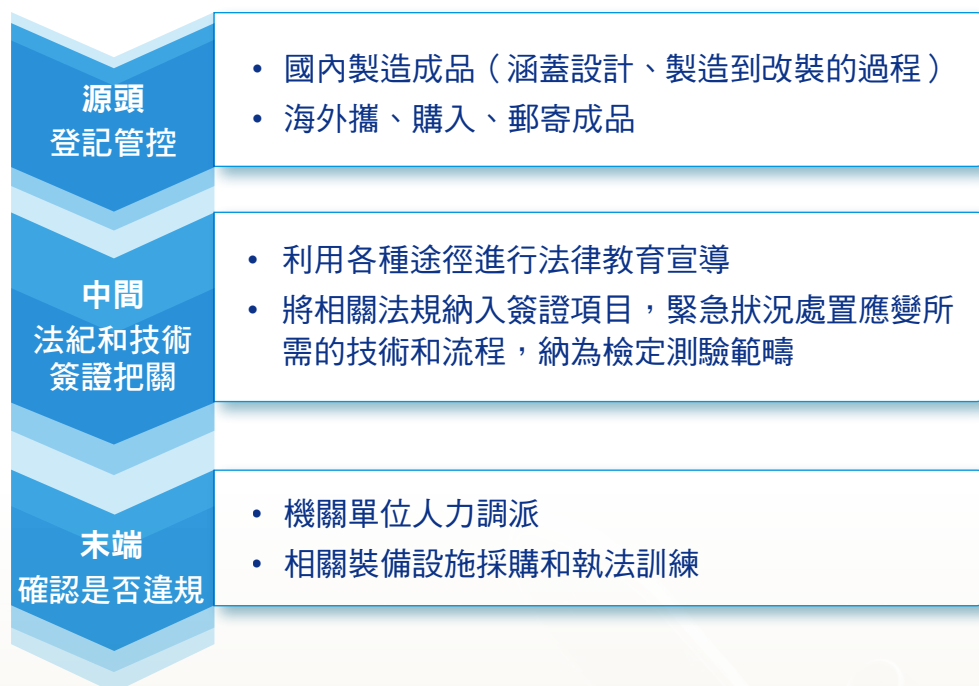 源頭
登記管控
• 國內製造成品（涵蓋設計、製造到改裝的過程）
• 海外攜、購入、郵寄成品
中間
法紀和技術
簽證把關
• 利用各種途徑進行法律教育宣導
• 將相關法規納入簽證項目，緊急狀況處置應變所
需的技術和流程，納為檢定測驗範疇
末端
確認是否違規
• 機關單位人力調派
• 相關裝備設施採購和執法訓練